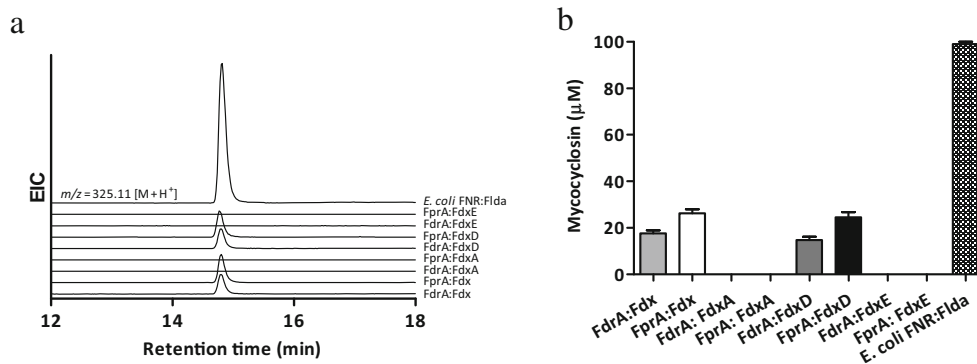 a
EIC
m/z = 325.11 [M + H⁺]
E. coli FNR:Flda
FprA:FdxE
FdrA:FdxE
FprA:FdxD
FdrA:FdxD
FprA:FdxA
FdrA:FdxA
FprA:Fdx
FdrA:Fdx
12
14
16
18
Retention time (min)
b
Mycocyclosin (μM)
100
80
60
40
20
0
FdrA:Fdx
FprA:Fdx
FdrA: FdxA
FprA: FdxA
FdrA:FdxD
FprA:FdxD
FdrA:FdxE
FprA: FdxE
E. coli FNR:Flda